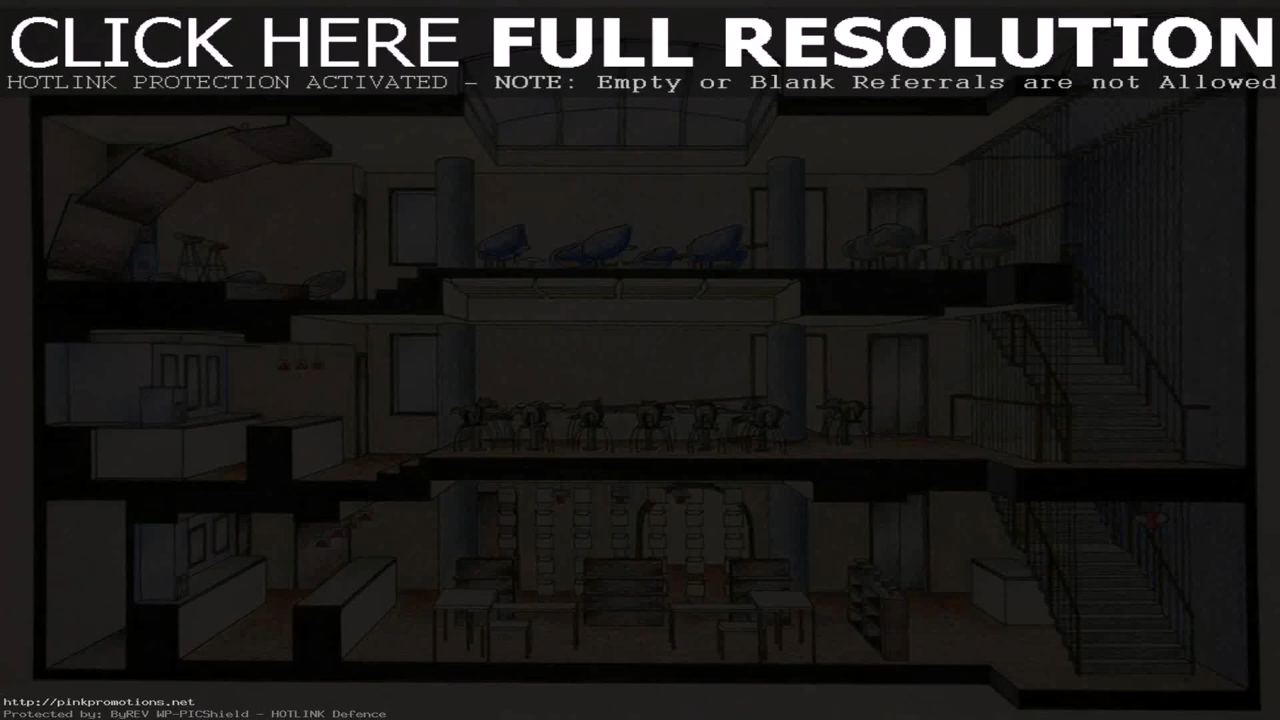 CLICK HERE FULL RESOLUTION
HOTLINK PROTECTION ACTIVATED - NOTE: Empty or Blank Referrals are not Allowed
http://pinkpromotions.net
Protected by: ByREV WP-PICShield - HOTLINK Defence